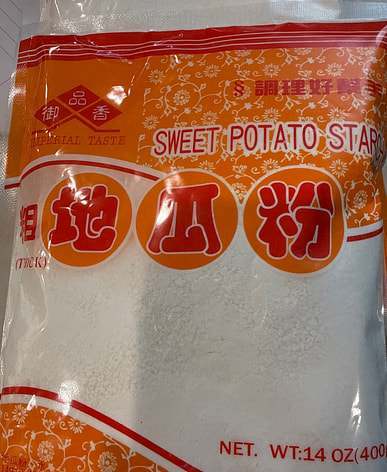 § 調理好幫手
御品香
IMPERIAL TASTE
SWEET POTATO STAR
粗 地瓜粉
(THICK)
NET. WT:14 OZ(400